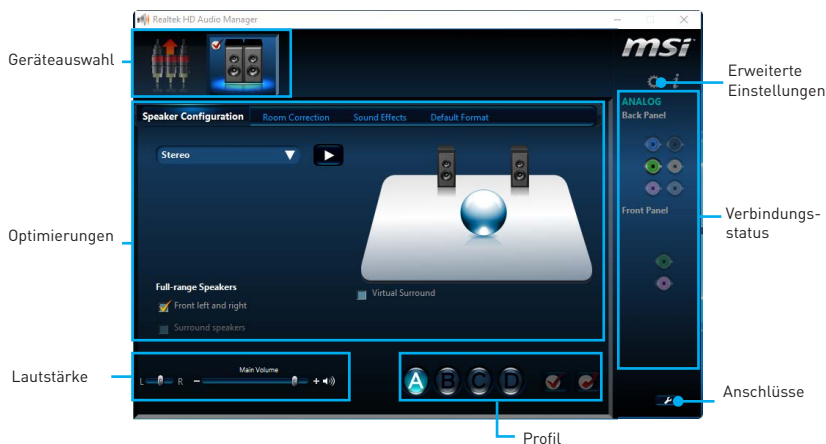 Realtek HD Audio Manager
msi
Geräteauswahl
Erweiterte
Einstellungen
i
ANALOG
Back Panel
Speaker Configuration
Room Correction
Sound Effects
Default Format
Stereo
Front Panel
Verbindungs-
status
Optimierungen
Full-range Speakers
Front left and right
Surround speakers
Virtual Surround
Lautstärke
Main Volume
L R - +
A B C D
Anschlüsse
Profil